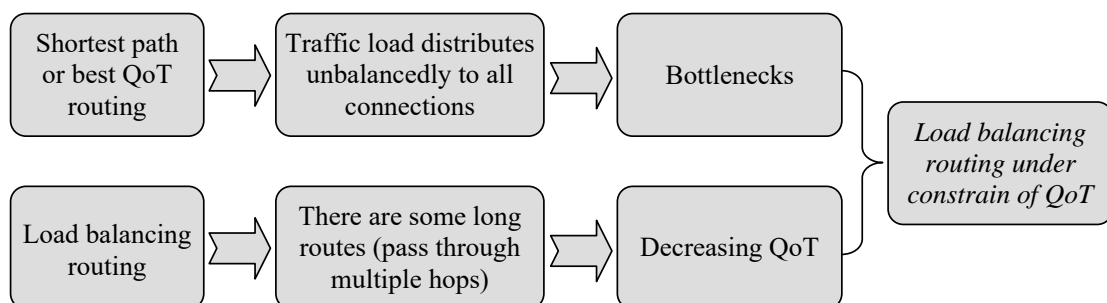 Shortest path
or best QoT
routing
Traffic load distributes
unbalancedly to all
connections
Bottlenecks
Load balancing
routing under
constrain of QoT
Load balancing
routing
There are some long
routes (pass through
multiple hops)
Decreasing QoT